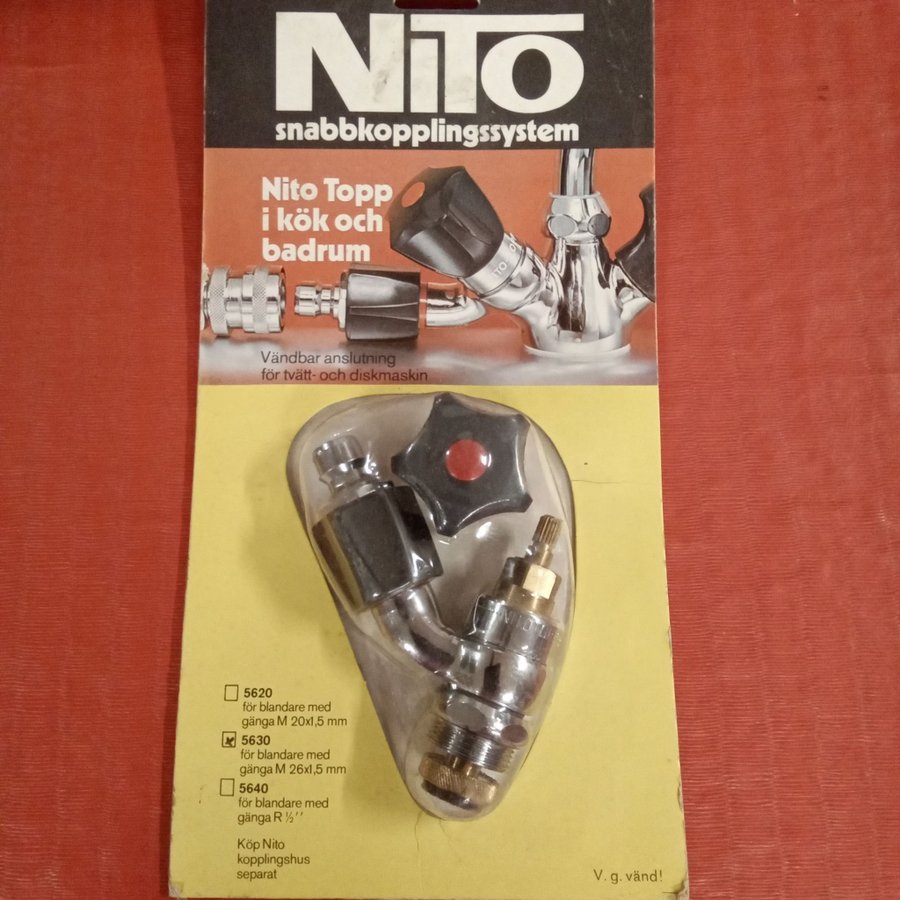 NiTO
snabbkopplingssystem
Nito Topp
i kök och
badrum
Vändbar anslutning
för tvätt- och diskmaskin
5620
för blandare med
gänga M 20x1,5 mm
5630
för blandare med
gänga M 26x1,5 mm
5640
för blandare med
gänga R ½''
Köp Nito
kopplingshus
separat
V. g. vänd!